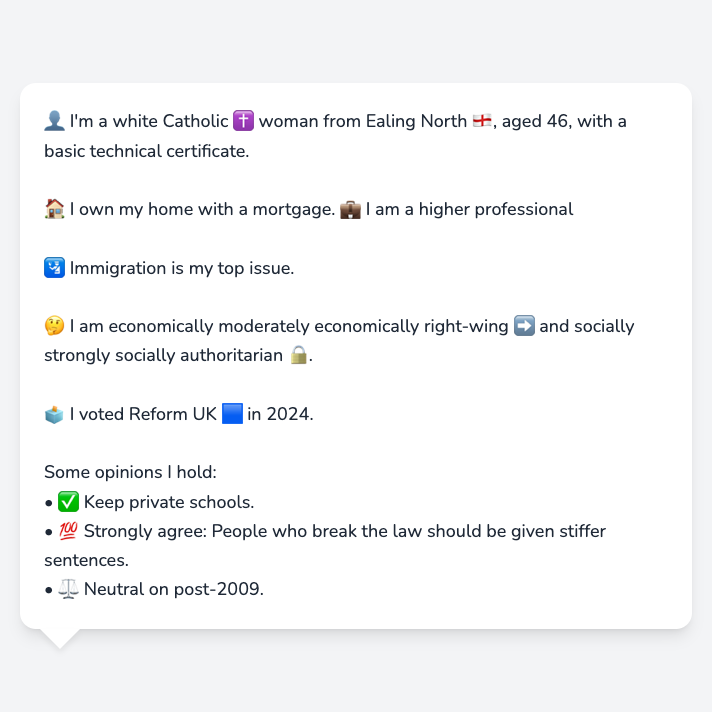 👤 I'm a white Catholic ✝️ woman from Ealing North 🏴󠁧󠁢󠁥󠁮󠁧󠁿, aged 46, with a
basic technical certificate.
🏠 I own my home with a mortgage. 💼 I am a higher professional
🛂 Immigration is my top issue.
🤔 I am economically moderately economically right-wing ➡️ and socially
strongly socially authoritarian 🔒.
🗳️ I voted Reform UK 🟦 in 2024.
Some opinions I hold:
• ✅ Keep private schools.
• 💯 Strongly agree: People who break the law should be given stiffer
sentences.
• ⚖️ Neutral on post-2009.